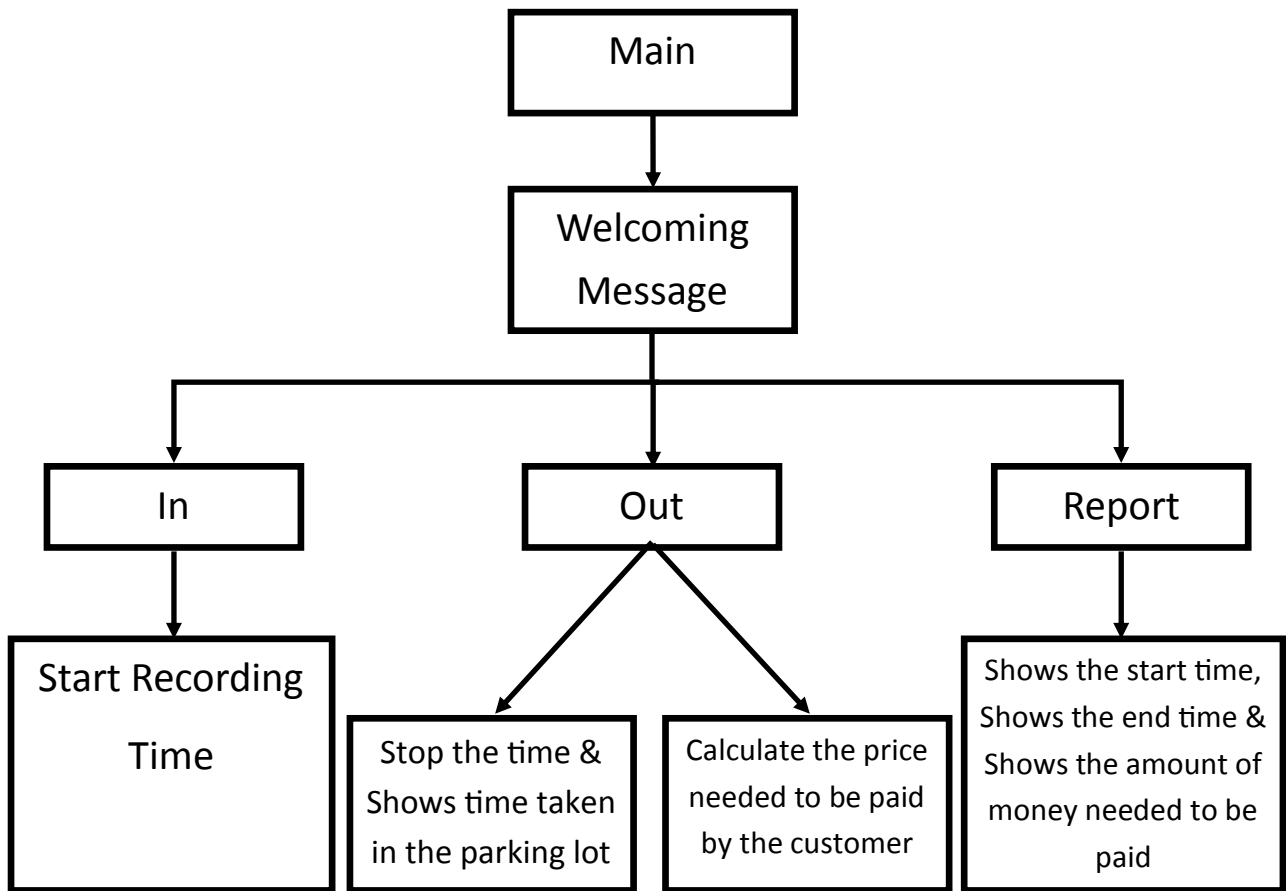 Main
Welcoming
Message
In
Out
Report
Start Recording
Time
Stop the time &
Shows time taken
in the parking lot
Calculate the price
needed to be paid
by the customer
Shows the start time,
Shows the end time &
Shows the amount of
money needed to be
paid